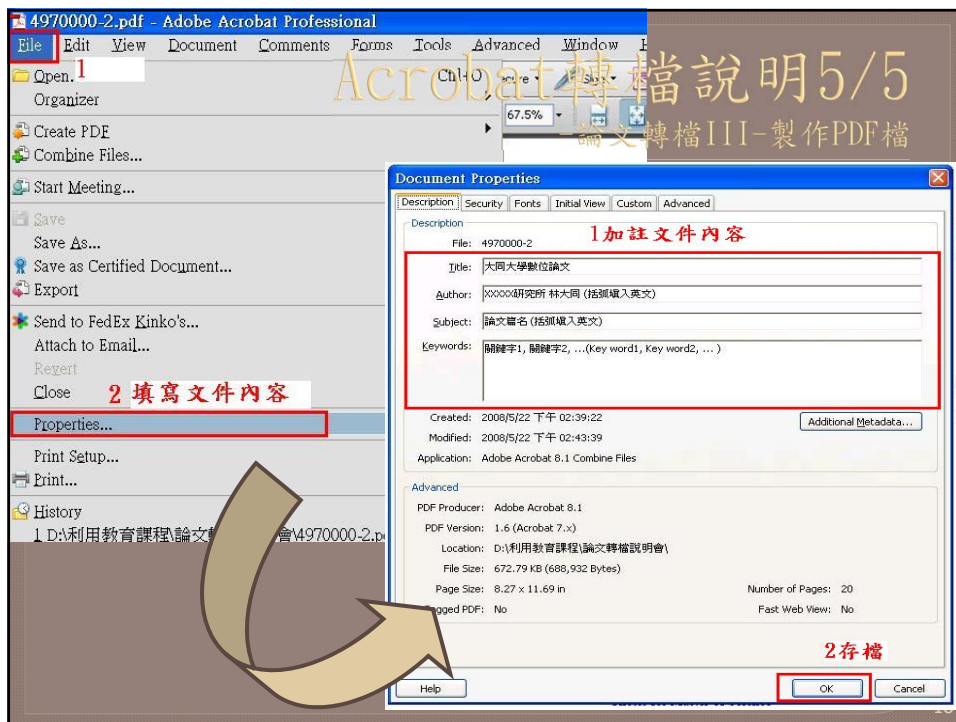 4970000-2.pdf - Adobe Acrobat Professional
File Edit View Document Comments Forms Tools Advanced Window
Acrobat轉檔說明5/5
-論文轉檔III-製作PDF檔
1
Open.
Ctrl+O
Organizer
67.5%
Create PDF
Combine Files...
Start Meeting...
Save
Save As...
Save as Certified Document...
Export
Send to FedEx Kinko's...
Attach to Email...
Revert
Close
2 填寫文件內容
Properties...
Print Setup...
Print...
History
1 D:\利用教育課程\論文轉
會\4970000-2.p
Document Properties
Description Security Fonts Initial View Custom Advanced
Description
1加註文件內容
File: 4970000-2
Title: 大同大學數位論文
Author: XXXXX研究所 林大同 (括弧填入英文)
Subject: 論文篇名 (括弧填入英文)
Keywords: 關鍵字1, 關鍵字2, ...(Key word1, Key word2, ... )
Created: 2008/5/22 下午 02:39:22
Additional Metadata...
Modified: 2008/5/22 下午 02:43:39
Application: Adobe Acrobat 8.1 Combine Files
Advanced
PDF Producer: Adobe Acrobat 8.1
PDF Version: 1.6 (Acrobat 7.x)
Location: D:\利用教育課程\論文轉檔說明會\
File Size: 672.79 KB (688,932 Bytes)
Page Size: 8.27 x 11.69 in
Number of Pages: 20
Tagged PDF: No
Fast Web View: No
2存檔
Help
OK
Cancel